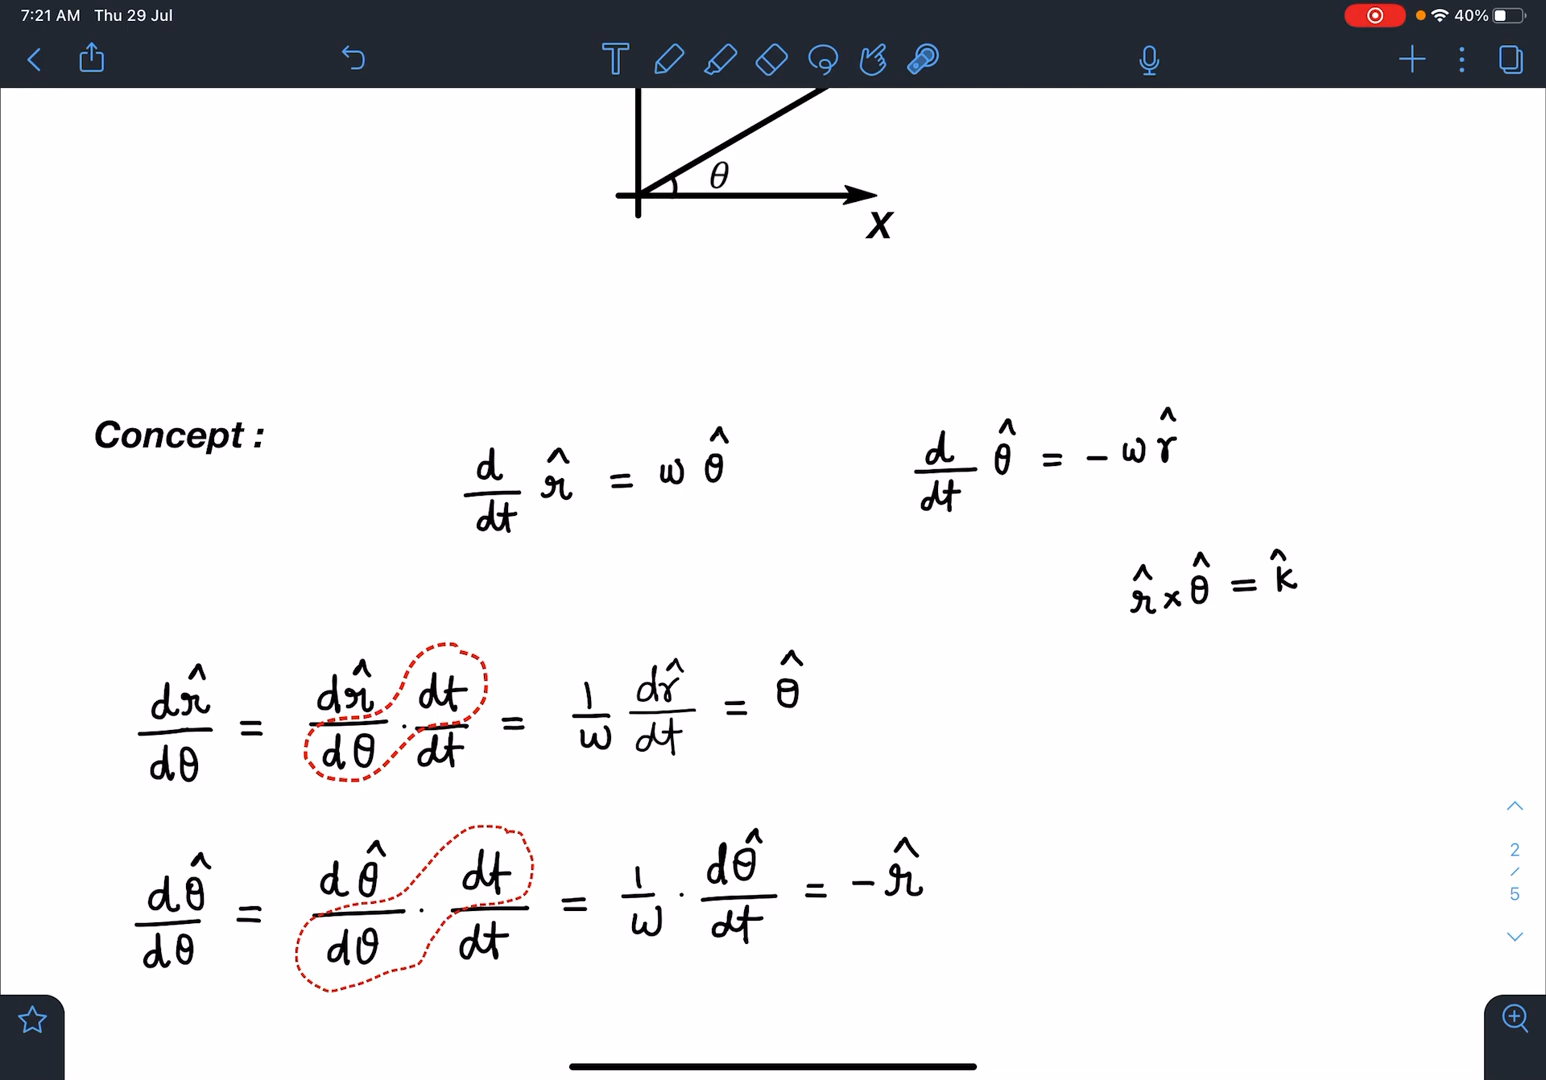 7:21 AM Thu 29 Jul 40%
T
θ
X
Concept :
d/dt r̂ = ω θ̂
d/dt θ̂ = - ω r̂
r̂ × θ̂ = k̂
dr̂/dθ = dr̂/dθ · dt/dt = 1/ω dr̂/dt = θ̂
dθ̂/dθ = dθ̂/dθ · dt/dt = 1/ω · dθ̂/dt = - r̂
2
/
5